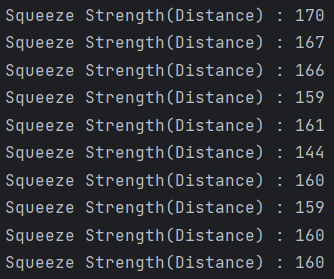 Squeeze Strength(Distance) : 170
Squeeze Strength(Distance) : 167
Squeeze Strength(Distance) : 166
Squeeze Strength(Distance) : 159
Squeeze Strength(Distance) : 161
Squeeze Strength(Distance) : 144
Squeeze Strength(Distance) : 160
Squeeze Strength(Distance) : 159
Squeeze Strength(Distance) : 160
Squeeze Strength(Distance) : 160